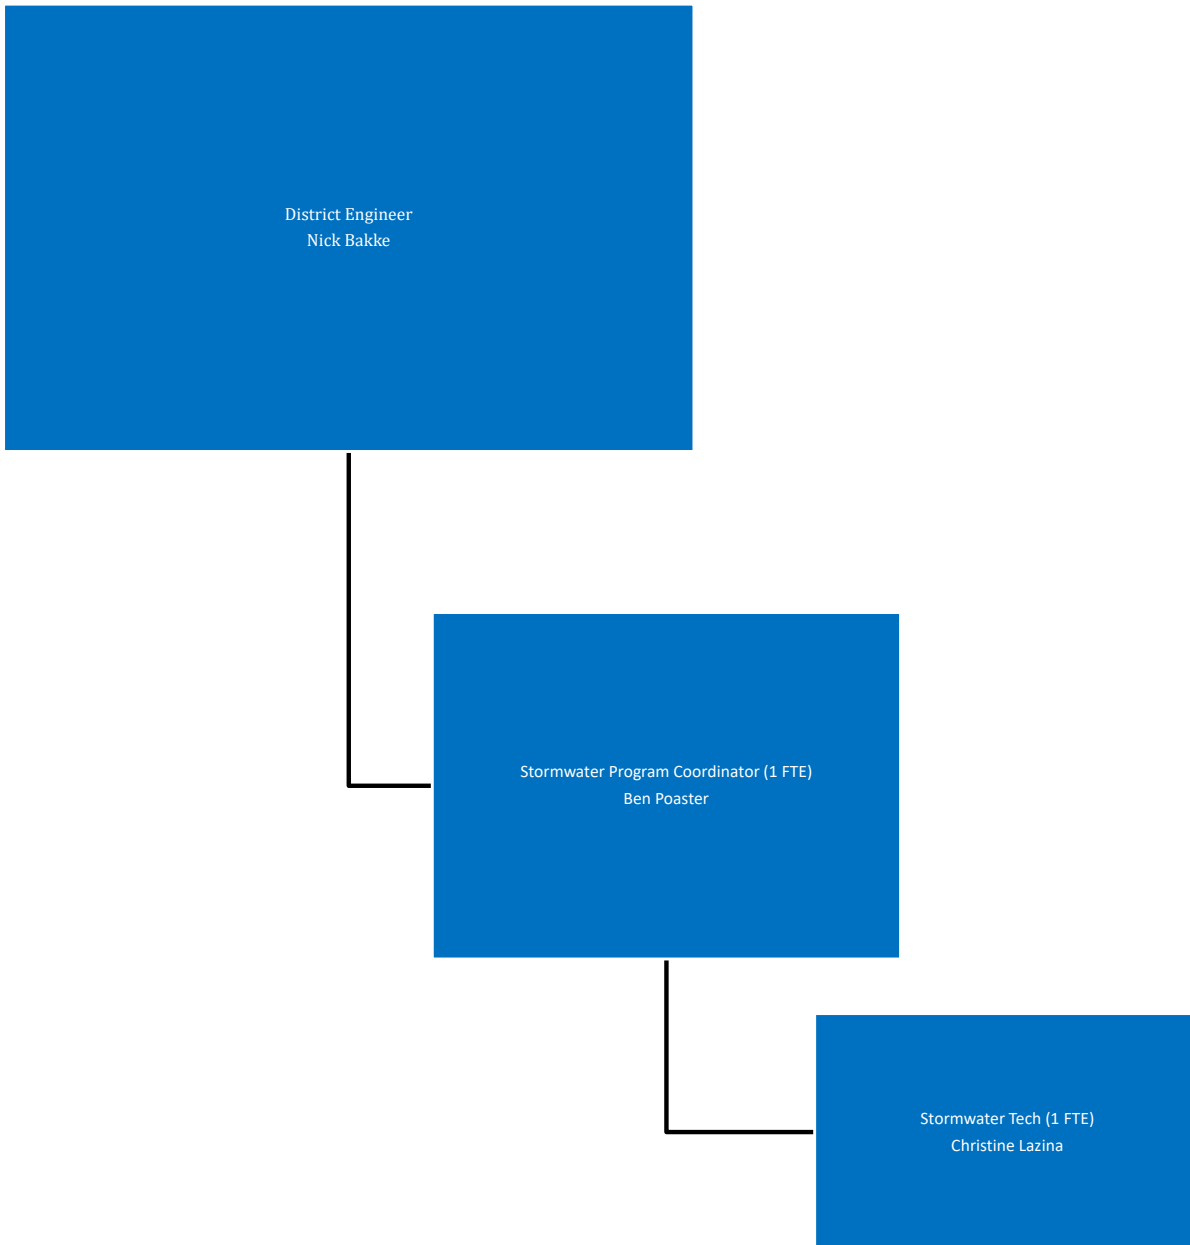 District Engineer
Nick Bakke
Stormwater Program Coordinator (1 FTE)
Ben Poaster
Stormwater Tech (1 FTE)
Christine Lazina